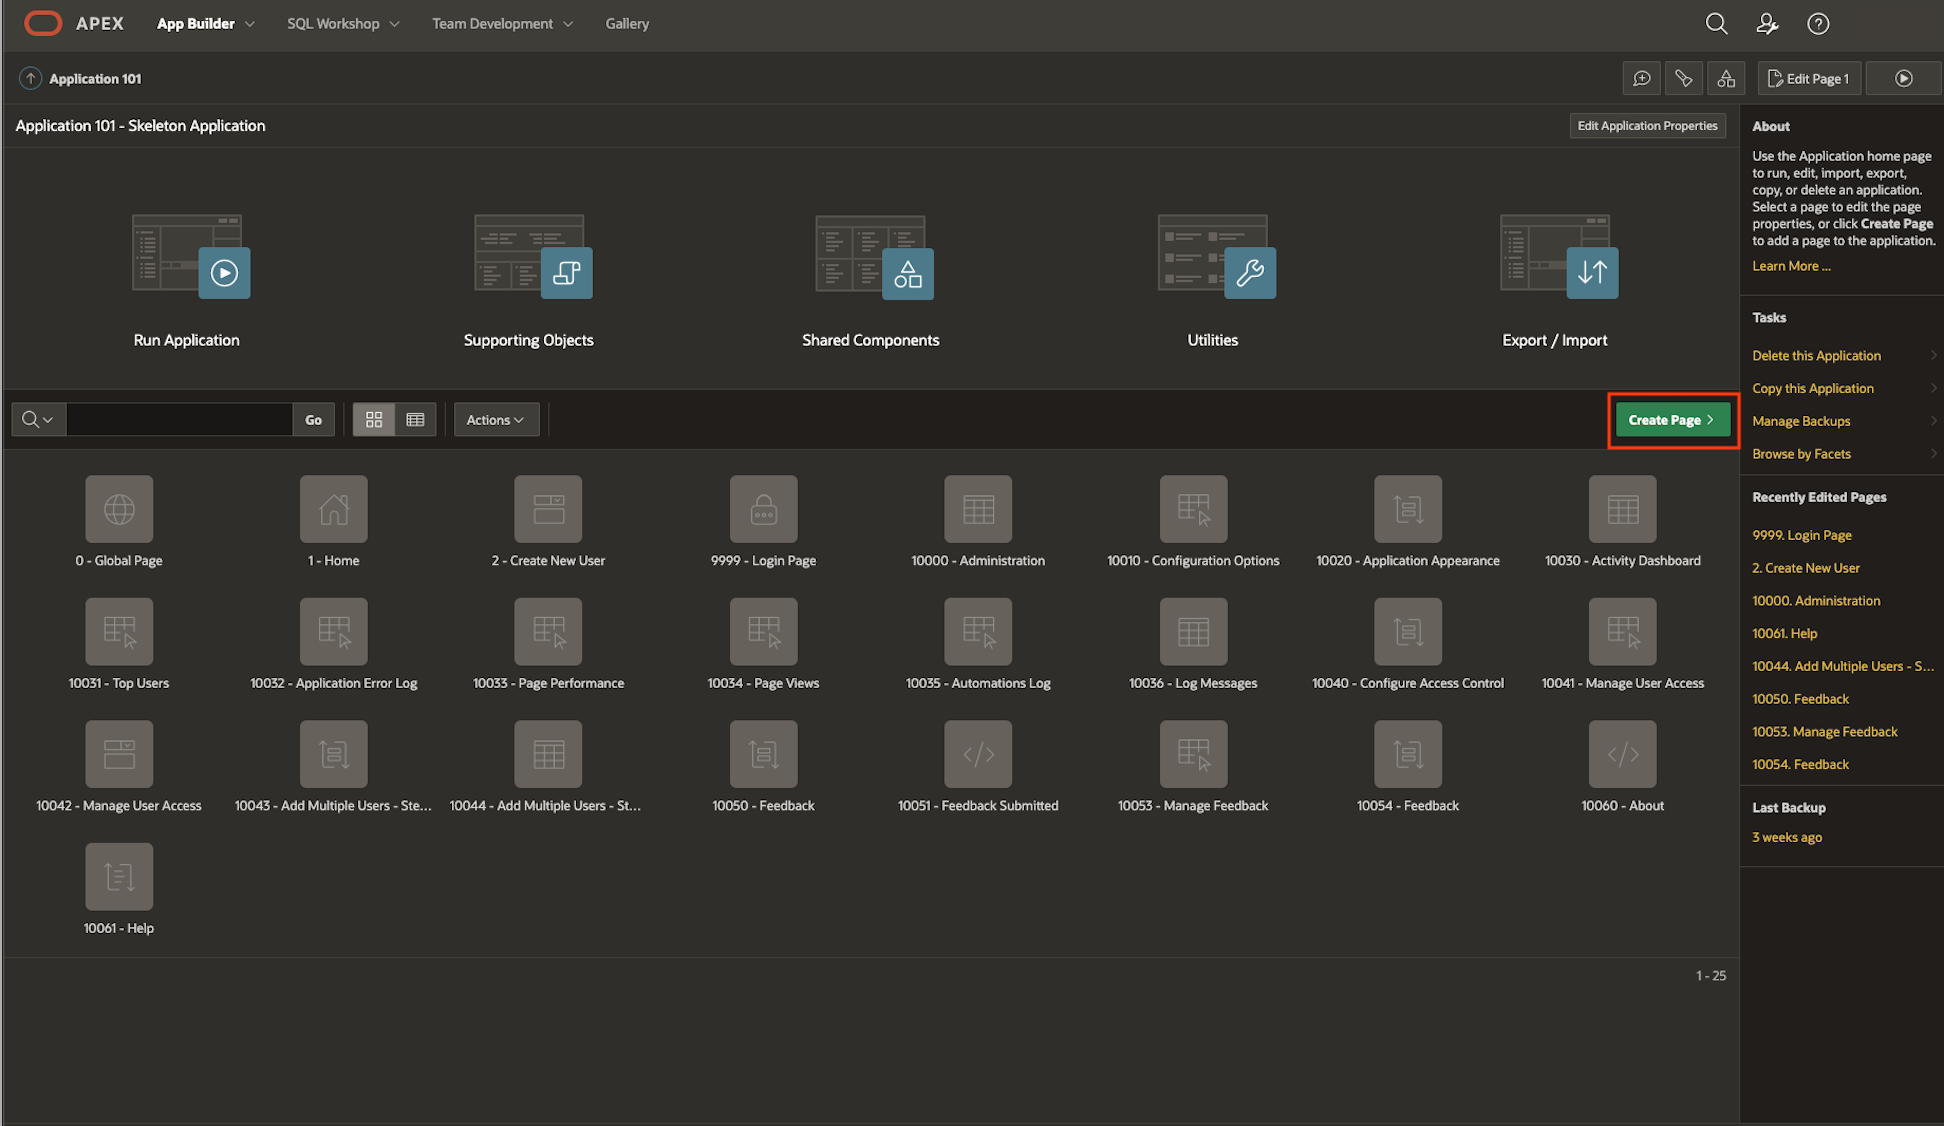 APEX App Builder SQL Workshop Team Development Gallery
Application 101 Edit Page 1
Application 101 - Skeleton Application Edit Application Properties
Run Application Supporting Objects Shared Components Utilities Export / Import
Go Actions Create Page
0 - Global Page 1 - Home 2 - Create New User 9999 - Login Page 10000 - Administration 10010 - Configuration Options 10020 - Application Appearance 10030 - Activity Dashboard
10031 - Top Users 10032 - Application Error Log 10033 - Page Performance 10034 - Page Views 10035 - Automations Log 10036 - Log Messages 10040 - Configure Access Control 10041 - Manage User Access
10042 - Manage User Access 10043 - Add Multiple Users - Ste... 10044 - Add Multiple Users - St... 10050 - Feedback 10051 - Feedback Submitted 10053 - Manage Feedback 10054 - Feedback 10060 - About
10061 - Help
1 - 25
About
Use the Application home page
to run, edit, import, export,
copy, or delete an application.
Select a page to edit the page
properties, or click Create Page
to add a page to the application.
Learn More ...
Tasks
Delete this Application
Copy this Application
Manage Backups
Browse by Facets
Recently Edited Pages
9999. Login Page
2. Create New User
10000. Administration
10061. Help
10044. Add Multiple Users - S...
10050. Feedback
10053. Manage Feedback
10054. Feedback
Last Backup
3 weeks ago